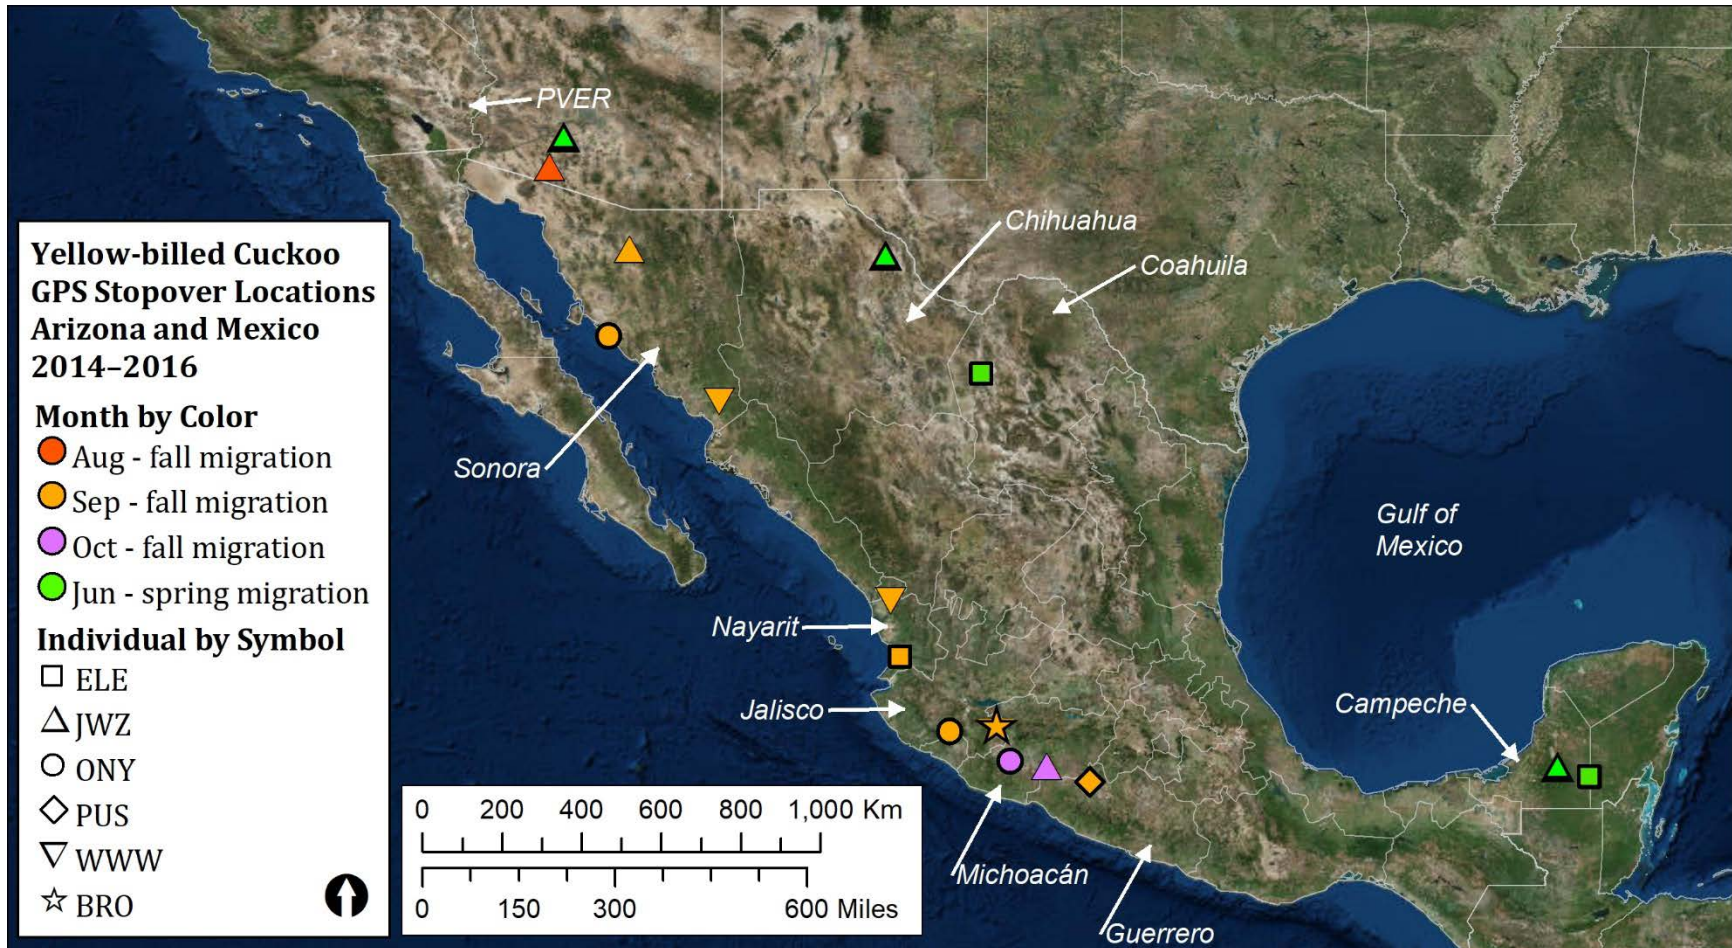 PVER
Chihuahua
Coahuila
Yellow-billed Cuckoo
GPS Stopover Locations
Arizona and Mexico
2014–2016
Month by Color
Aug - fall migration
Sep - fall migration
Oct - fall migration
Jun - spring migration
Individual by Symbol
ELE
JWZ
ONY
PUS
WWW
BRO
Sonora
Gulf of
Mexico
Nayarit
Jalisco
Campeche
0 200 400 600 800 1,000 Km
0 150 300 600 Miles
Michoacán
Guerrero